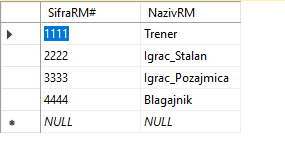 SifraRM# NazivRM
1111 Trener
2222 Igrac_Stalan
3333 Igrac_Pozajmica
4444 Blagajnik
NULL NULL